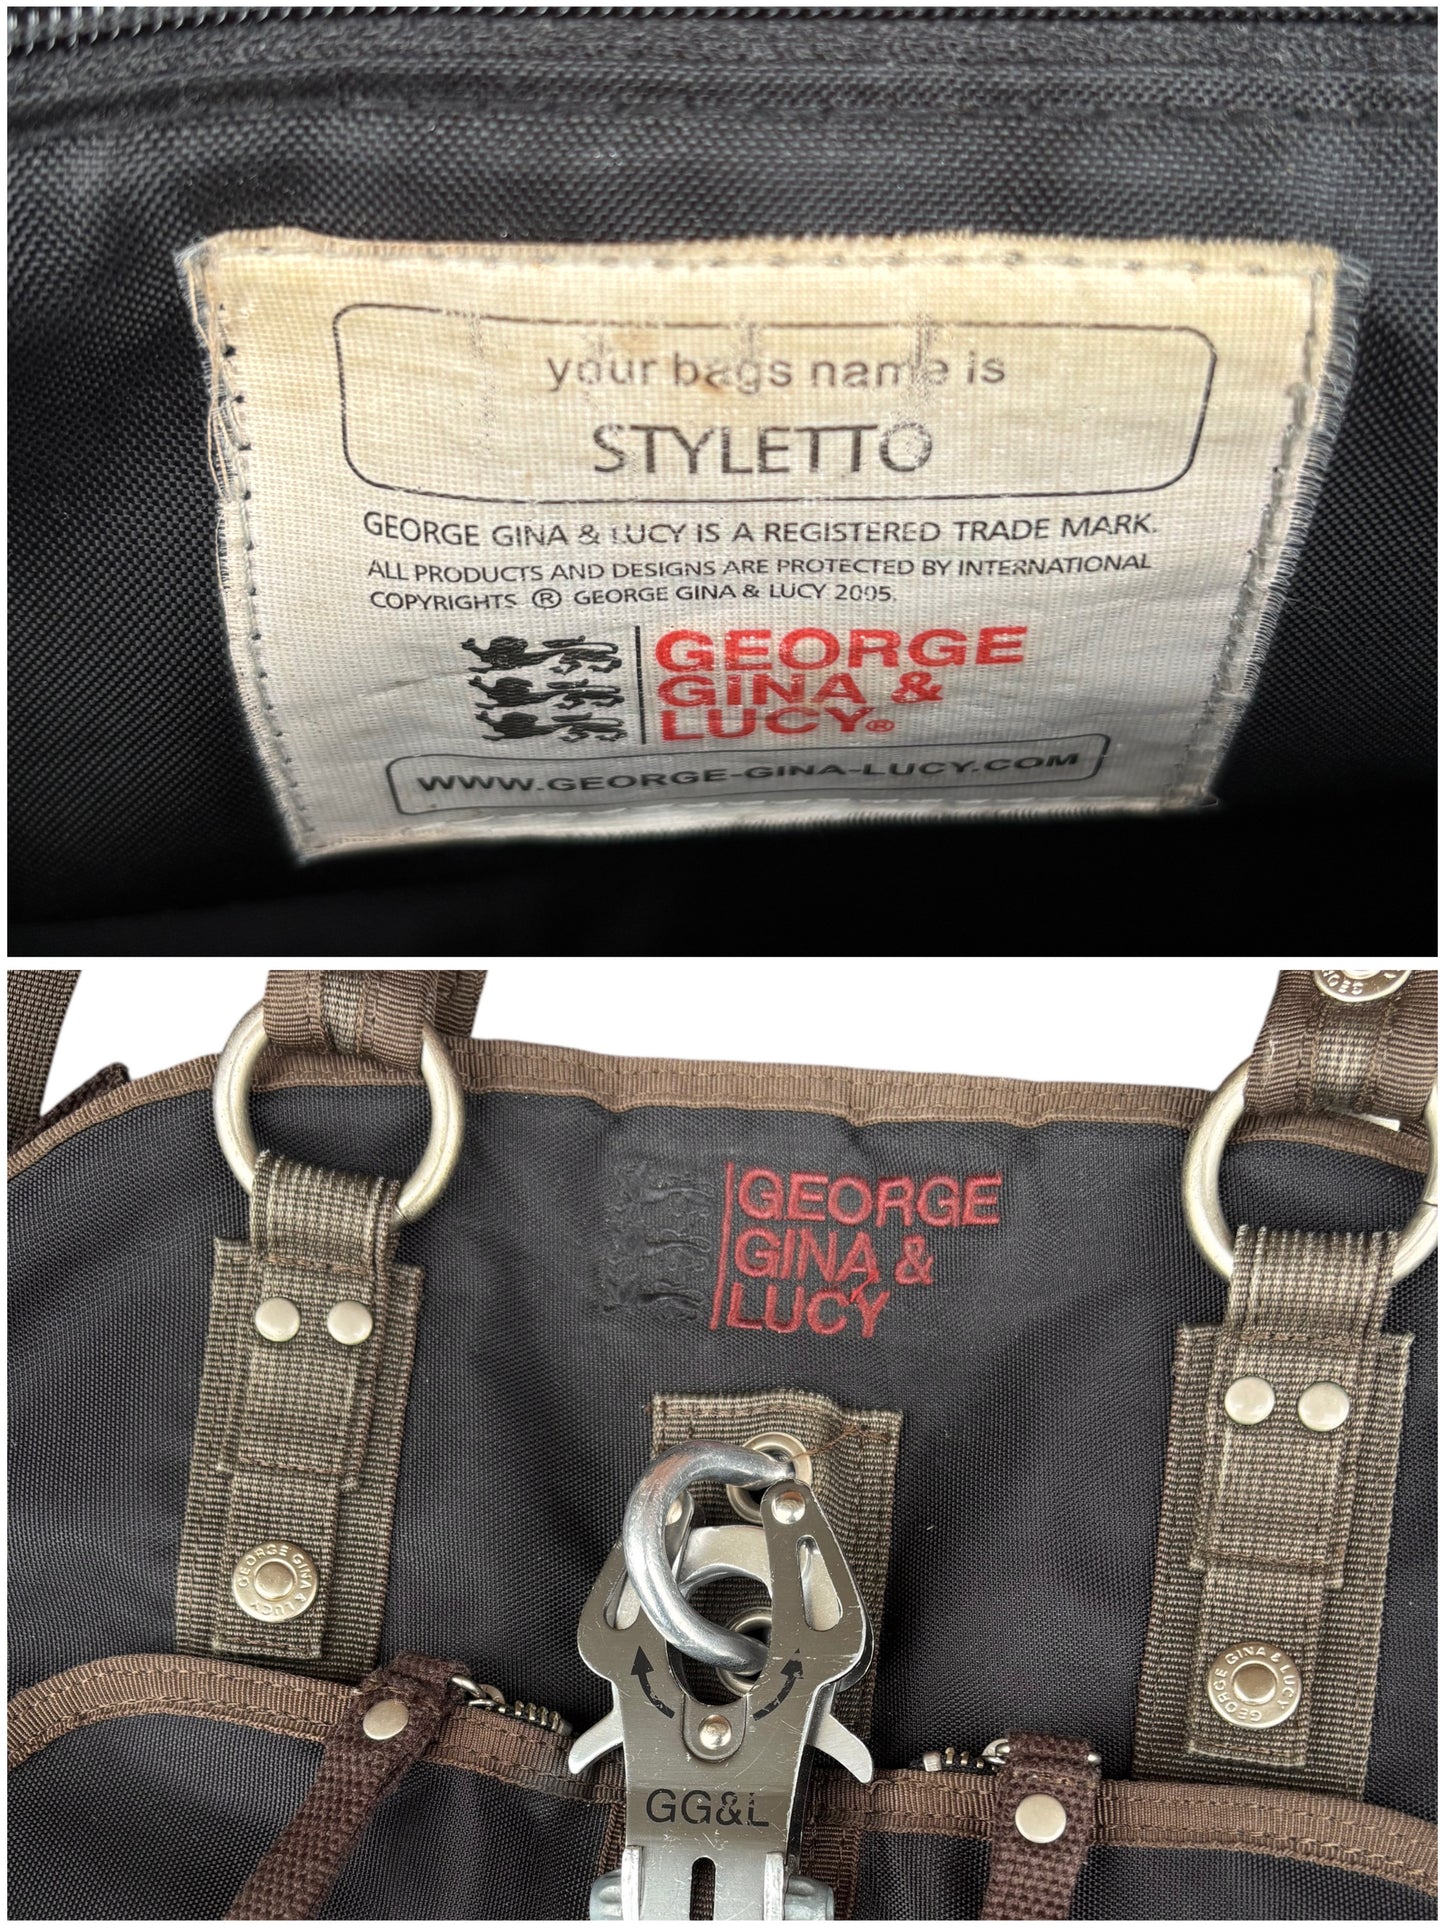 your bags name is
STYLETTO
GEORGE GINA & LUCY IS A REGISTERED TRADE MARK.
ALL PRODUCTS AND DESIGNS ARE PROTECTED BY INTERNATIONAL
COPYRIGHTS ® GEORGE GINA & LUCY 2005.
GEORGE
GINA &
LUCY®
WWW.GEORGE-GINA-LUCY.COM
GEORGE
GINA &
LUCY
GEORGE GINA & LUCY
GEORGE GINA & LUCY
GG&L